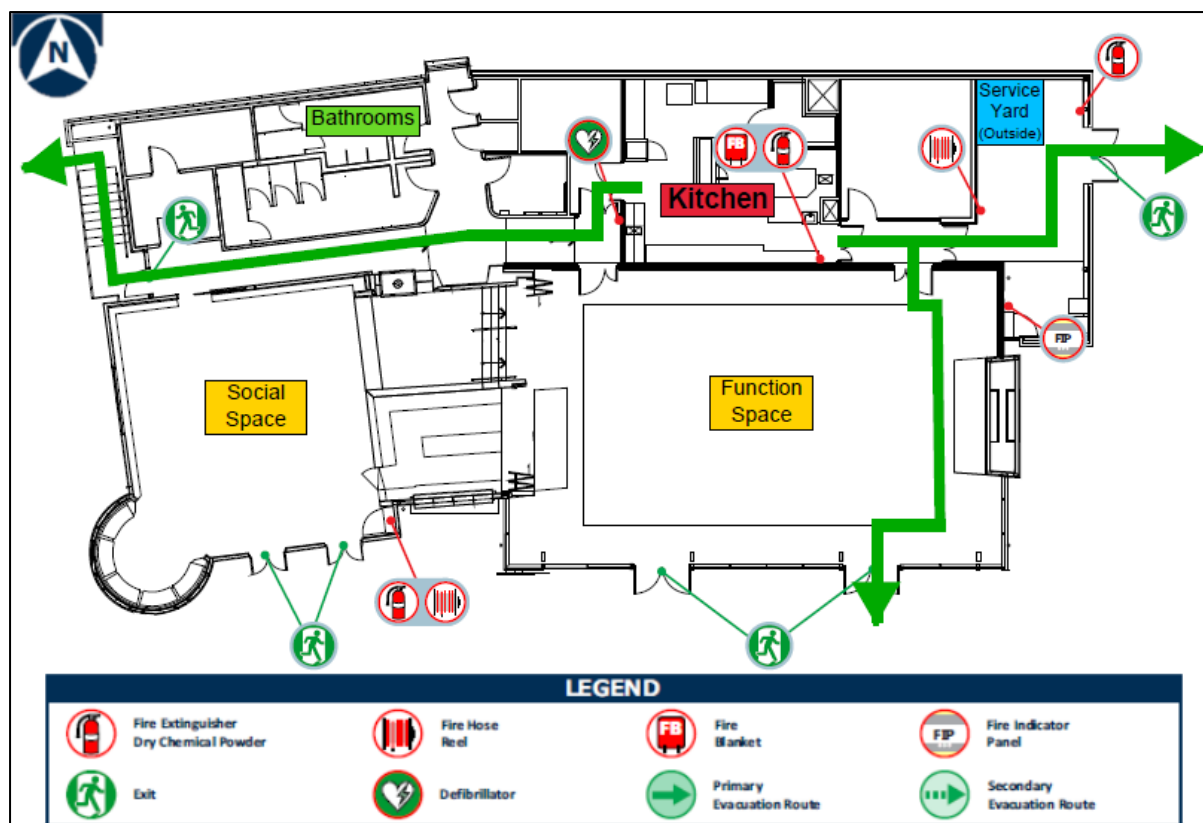 N
Bathrooms
Service
Yard
(Outside)
FB
Kitchen
FIP
Social
Space
Function
Space
LEGEND
Fire Extinguisher
Dry Chemical Powder
Fire Hose
Reel
FB
Fire
Blanket
FIP
Fire Indicator
Panel
Exit
Defibrillator
Primary
Evacuation Route
Secondary
Evacuation Route